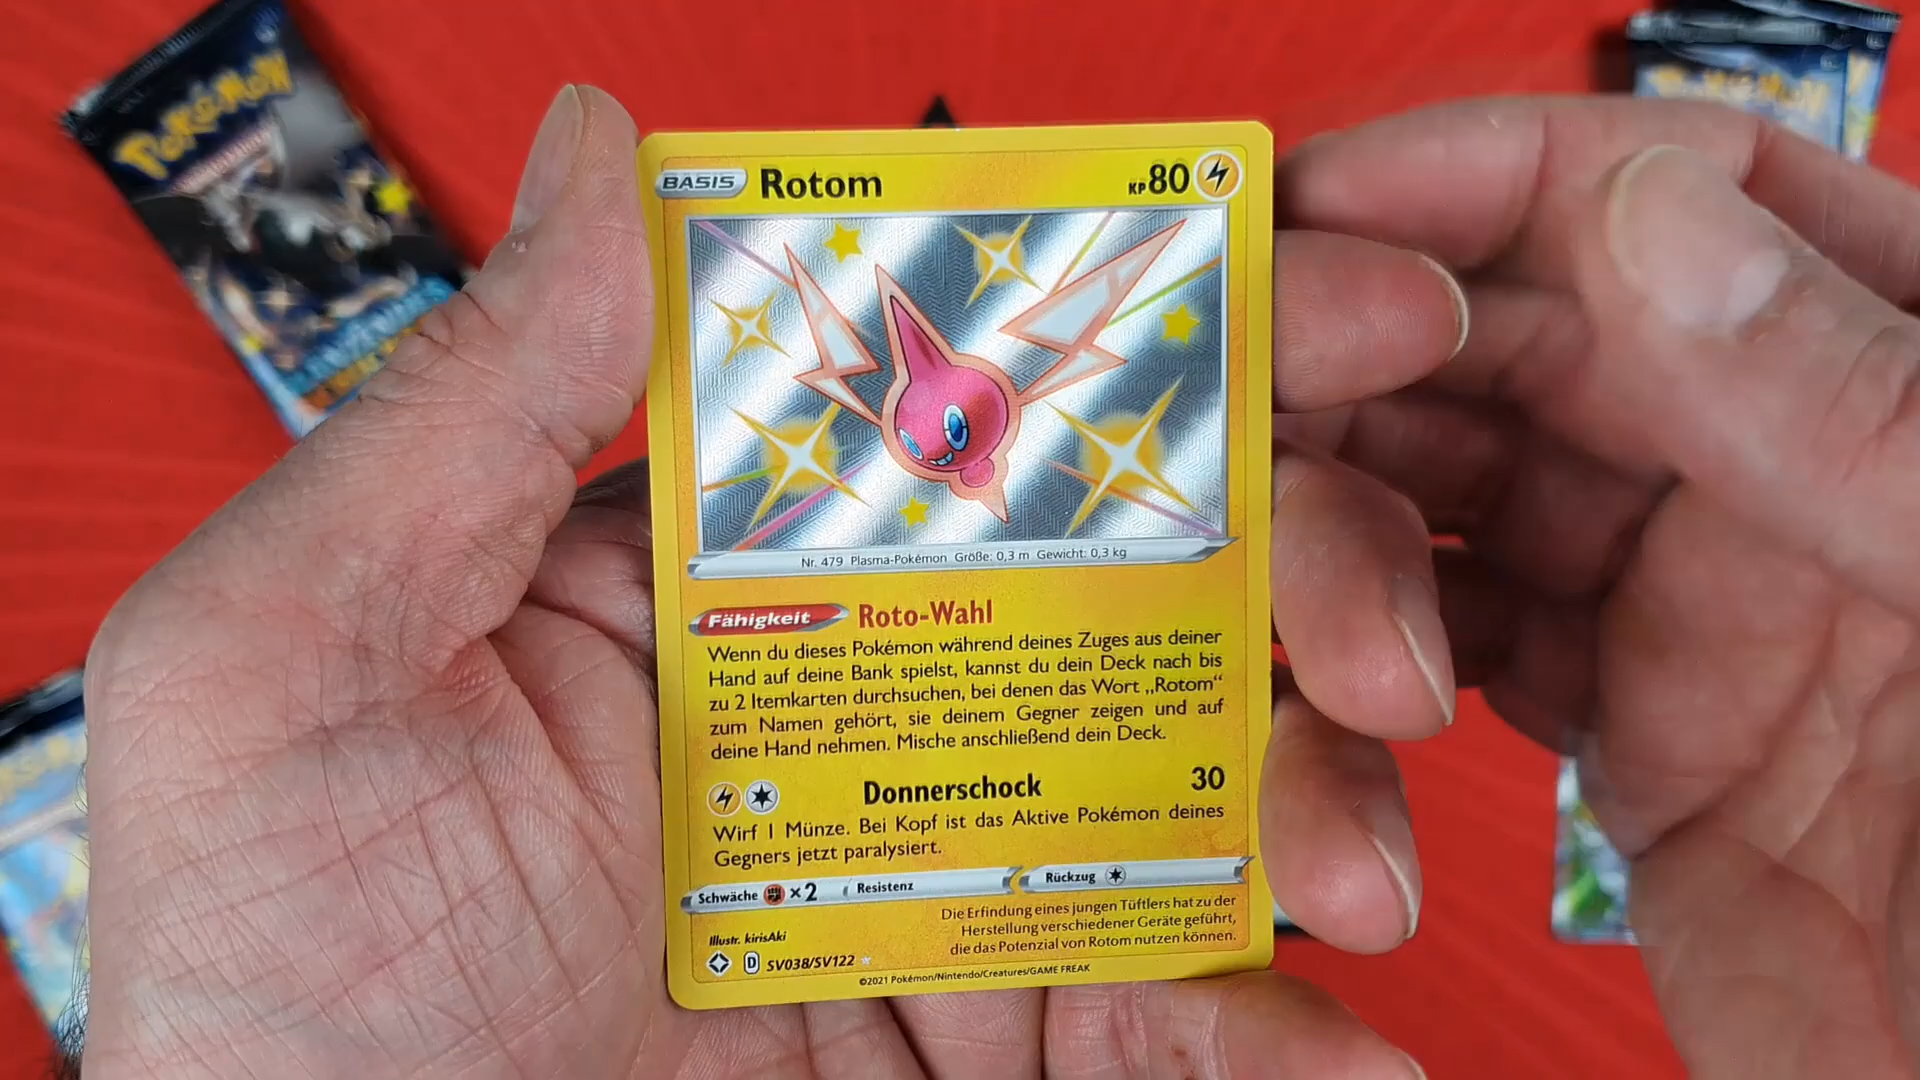 Pokémon
Pokémon
BASIS Rotom KP 80
Nr. 479 Plasma-Pokémon Größe: 0,3 m Gewicht: 0,3 kg
Fähigkeit Roto-Wahl
Wenn du dieses Pokémon während deines Zuges aus deiner
Hand auf deine Bank spielst, kannst du dein Deck nach bis
zu 2 Itemkarten durchsuchen, bei denen das Wort „Rotom“
zum Namen gehört, sie deinem Gegner zeigen und auf
deine Hand nehmen. Mische anschließend dein Deck.
Donnerschock 30
Wirf 1 Münze. Bei Kopf ist das Aktive Pokémon deines
Gegners jetzt paralysiert.
Schwäche ×2 Resistenz Rückzug
Die Erfindung eines jungen Tüftlers hat zu der
Herstellung verschiedener Geräte geführt,
die das Potenzial von Rotom nutzen können.
Illustr. kirisAki
D SV038/SV122
©2021 Pokémon/Nintendo/Creatures/GAME FREAK